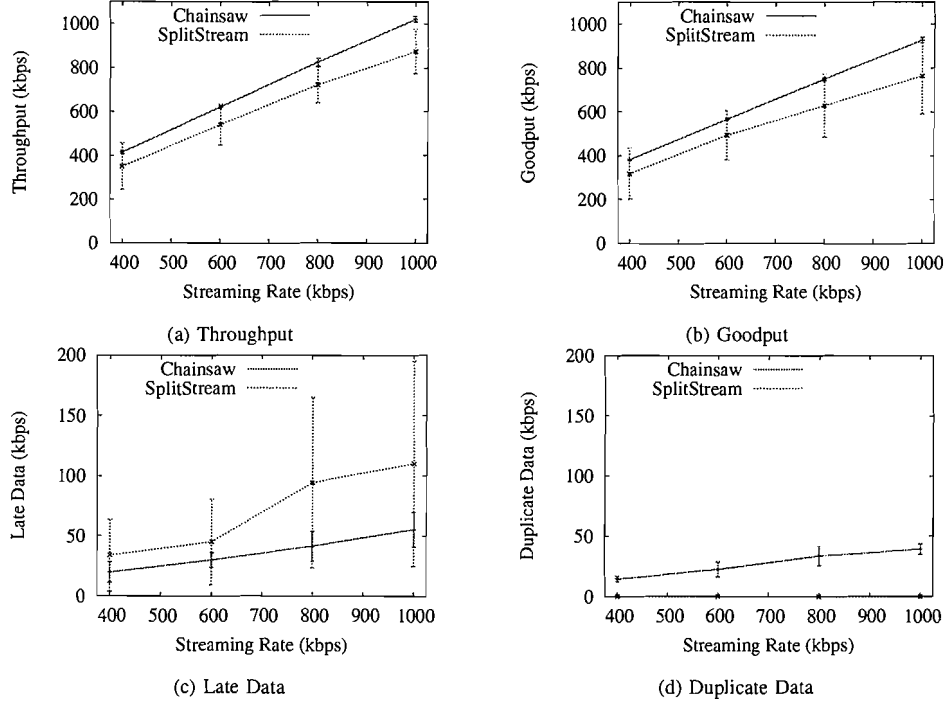 Chainsaw
SplitStream
Throughput (kbps)
1000
800
600
400
200
0
400 500 600 700 800 900 1000
Streaming Rate (kbps)
(a) Throughput
Chainsaw
SplitStream
Goodput (kbps)
1000
800
600
400
200
0
400 500 600 700 800 900 1000
Streaming Rate (kbps)
(b) Goodput
Chainsaw
SplitStream
Late Data (kbps)
200
150
100
50
0
400 500 600 700 800 900 1000
Streaming Rate (kbps)
(c) Late Data
Chainsaw
SplitStream
Duplicate Data (kbps)
200
150
100
50
0
400 500 600 700 800 900 1000
Streaming Rate (kbps)
(d) Duplicate Data